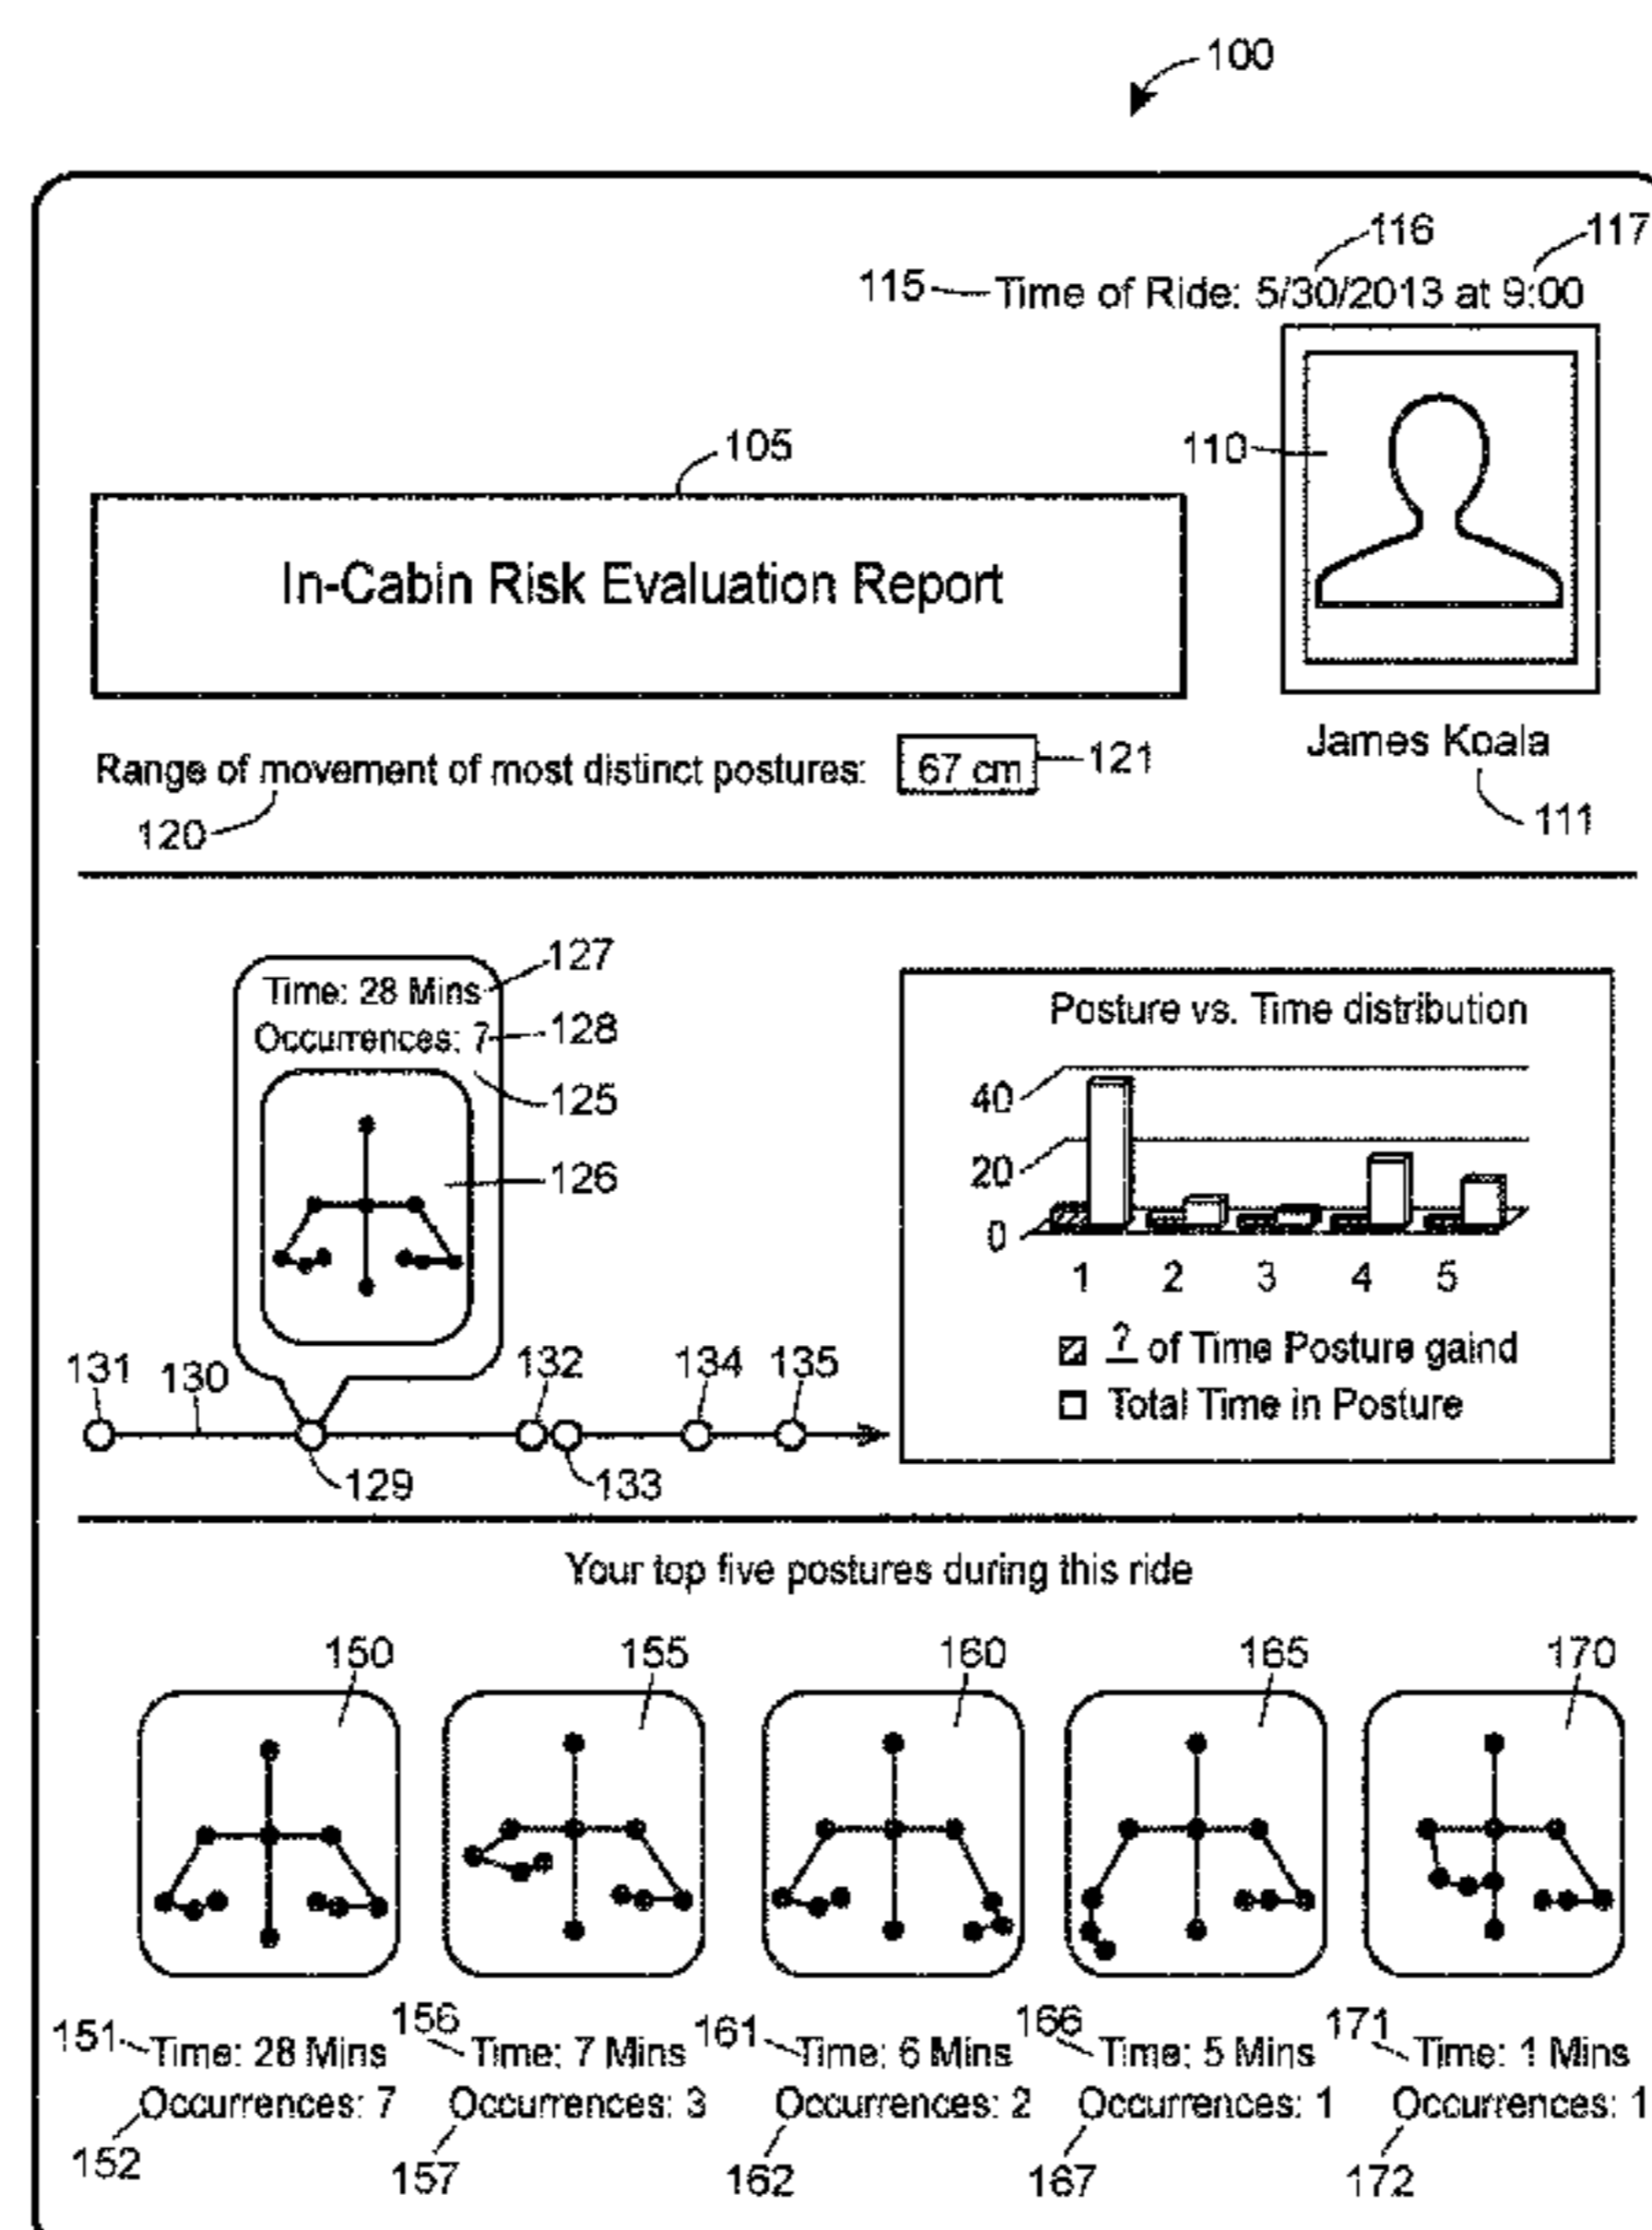 100
116
117
115 Time of Ride: 5/30/2013 at 9:00
105
110
In-Cabin Risk Evaluation Report
James Koala
Range of movement of most distinct postures: 67 cm 121
120
111
127
Time: 28 Mins
Occurrences: 7 128
125
126
Posture vs. Time distribution
40
20
0
1 2 3 4 5
? of Time Posture gaind
Total Time in Posture
131 130 132 134 135
129 133
Your top five postures during this ride
150 155 160 165 170
151 Time: 28 Mins 156 Time: 7 Mins 161 Time: 6 Mins 166 Time: 5 Mins 171 Time: 1 Mins
Occurrences: 7 Occurrences: 3 Occurrences: 2 Occurrences: 1 Occurrences: 1
152 157 162 167 172